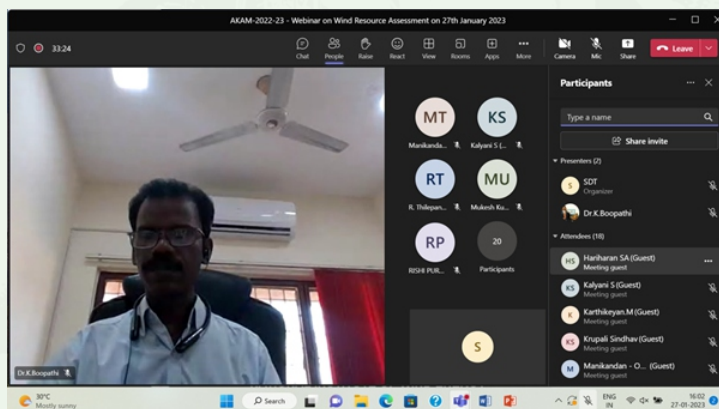 AKAM-2022-23 - Webinar on Wind Resource Assessment on 27th January 2023
33:24
Chat
People
Raise
React
View
Rooms
Apps
More
Camera
Mic
Share
Leave
Participants
Type a name
Share invite
Presenters (2)
S
SDT
Organizer
Dr.K.Boopathi
Attendees (18)
HS
Hariharan SA (Guest)
Meeting guest
KS
Kalyani S (Guest)
Meeting guest
K
Karthikeyan.M (Guest)
Meeting guest
KS
Krupali Sindhav (Guest)
Meeting guest
M
Manikandan - O... (Guest)
Meeting guest
MT
Manikanda...
KS
Kalyani S (...
RT
R. Thilepan...
MU
Mukesh Ku...
RP
RISHI PUR...
20
Participants
S
Dr.K.Boopathi
30°C
Mostly sunny
Search
ENG
IN
16:02
27-01-2023